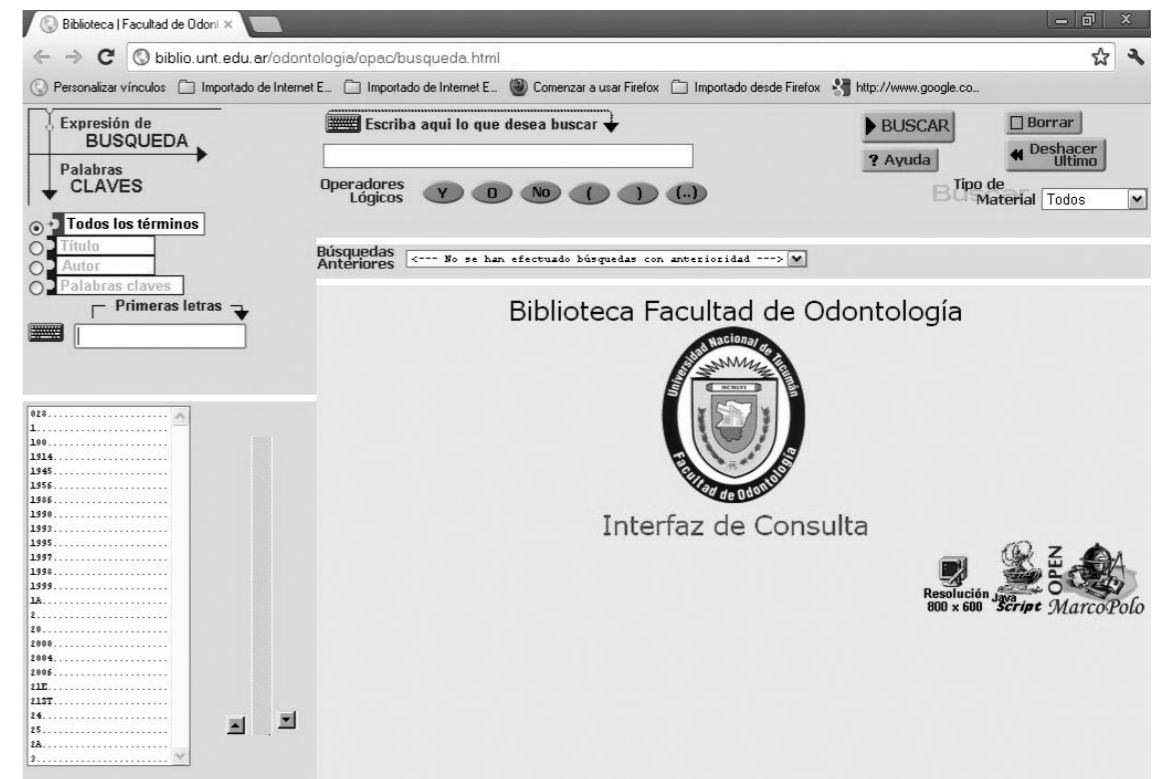 Biblioteca | Facultad de Odont
biblio.unt.edu.ar/odontologia/opac/busqueda.html
Personalizar vínculos Importado de Internet E... Importado de Internet E... Comenzar a usar Firefox Importado desde Firefox http://www.google.co...
Expresión de
BUSQUEDA
Palabras
CLAVES
Todos los términos
Título
Autor
Palabras claves
Primeras letras
Escriba aqui lo que desea buscar
BUSCAR
Borrar
? Ayuda
Deshacer
Ultimo
Operadores
Lógicos
Y O No ( ) (..)
Buscar
Tipo de
Material Todos
Búsquedas
Anteriores <--- No se han efectuado búsquedas con anterioridad --->
Biblioteca Facultad de Odontología
Universidad Nacional de Tucumán
MCMLVI
Facultad de Odontología
Interfaz de Consulta
Resolución
800 x 600
Java
Script
OPEN
MarcoPolo
028......................
1......................
100......................
1914......................
1945......................
1956......................
1986......................
1990......................
1993......................
1995......................
1997......................
1998......................
1999......................
1A......................
2......................
20......................
2000......................
2004......................
2006......................
21E......................
21ST......................
24......................
25......................
2A......................
3......................